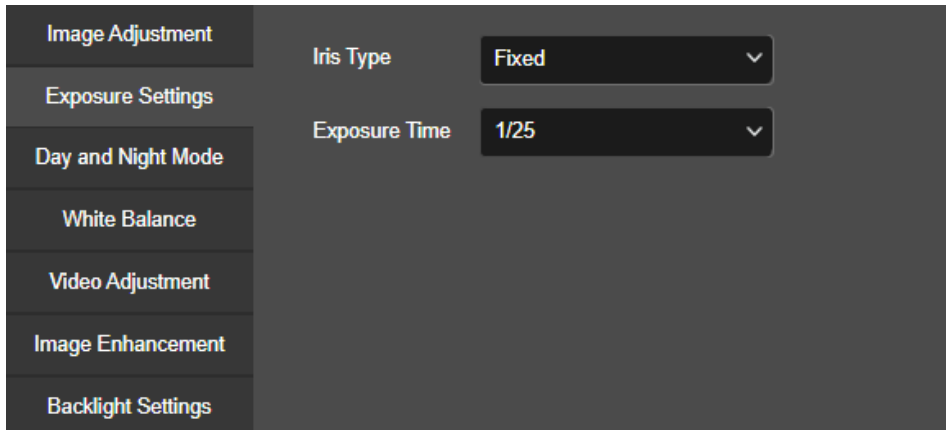 Image Adjustment
Exposure Settings
Day and Night Mode
White Balance
Video Adjustment
Image Enhancement
Backlight Settings
Iris Type Fixed
Exposure Time 1/25